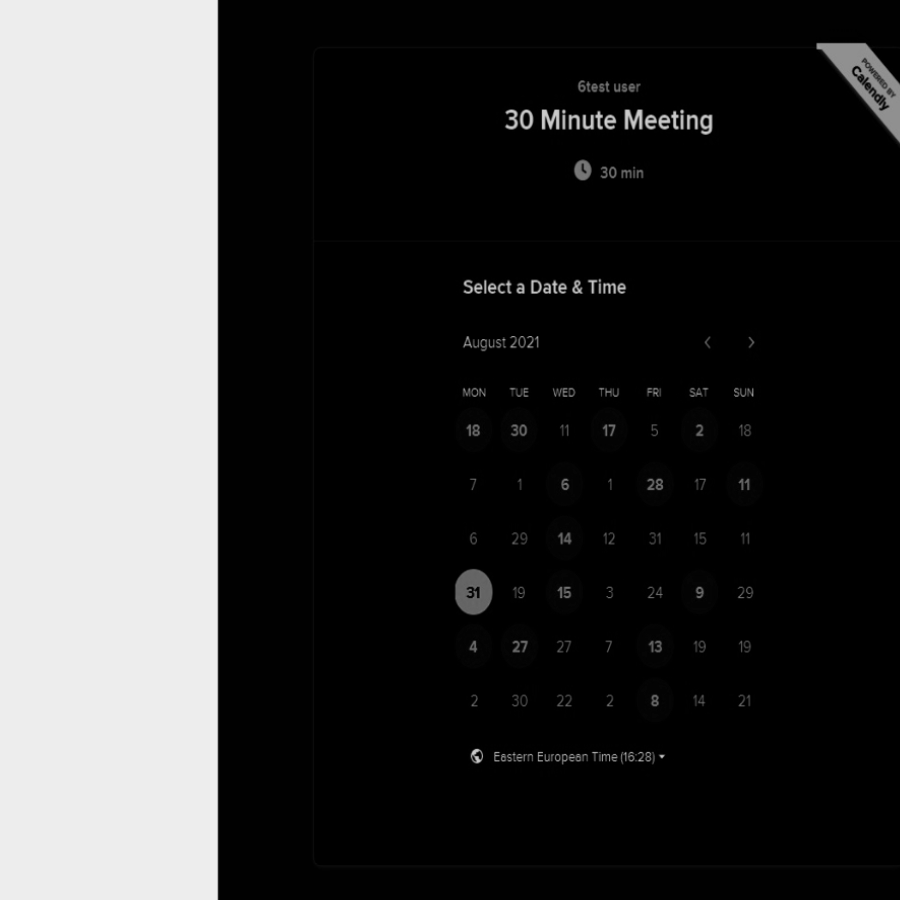 POWERED BY
Calendly
6test user
30 Minute Meeting
30 min
Select a Date & Time
August 2021
MON TUE WED THU FRI SAT SUN
18 30 11 17 5 2 18
7 1 6 1 28 17 11
6 29 14 12 31 15 11
31 19 15 3 24 9 29
4 27 27 7 13 19 19
2 30 22 2 8 14 21
Eastern European Time (16:28)